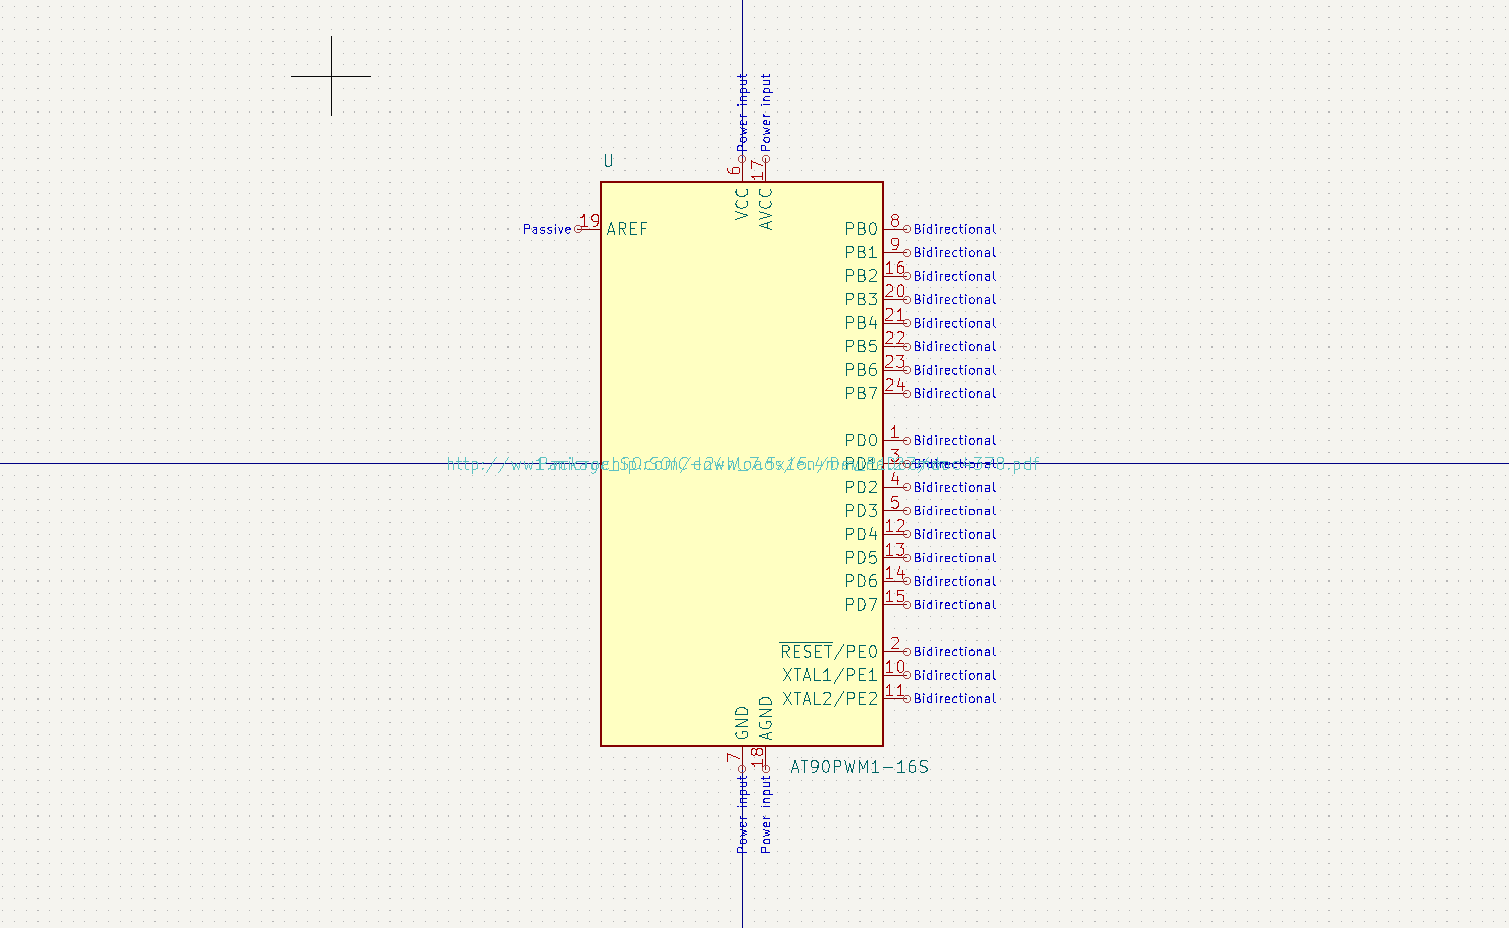 Power input
Power input
U
6
17
VCC
AVCC
Passive
19
AREF
PB0 8 Bidirectional
PB1 9 Bidirectional
PB2 16 Bidirectional
PB3 20 Bidirectional
PB4 21 Bidirectional
PB5 22 Bidirectional
PB6 23 Bidirectional
PB7 24 Bidirectional
PD0 1 Bidirectional
PD1 3 Bidirectional
PD2 4 Bidirectional
PD3 5 Bidirectional
PD4 12 Bidirectional
PD5 13 Bidirectional
PD6 14 Bidirectional
PD7 15 Bidirectional
RESET/PE0 2 Bidirectional
XTAL1/PE1 10 Bidirectional
XTAL2/PE2 11 Bidirectional
GND
AGND
7
18
AT90PWM1-16S
Power input
Power input